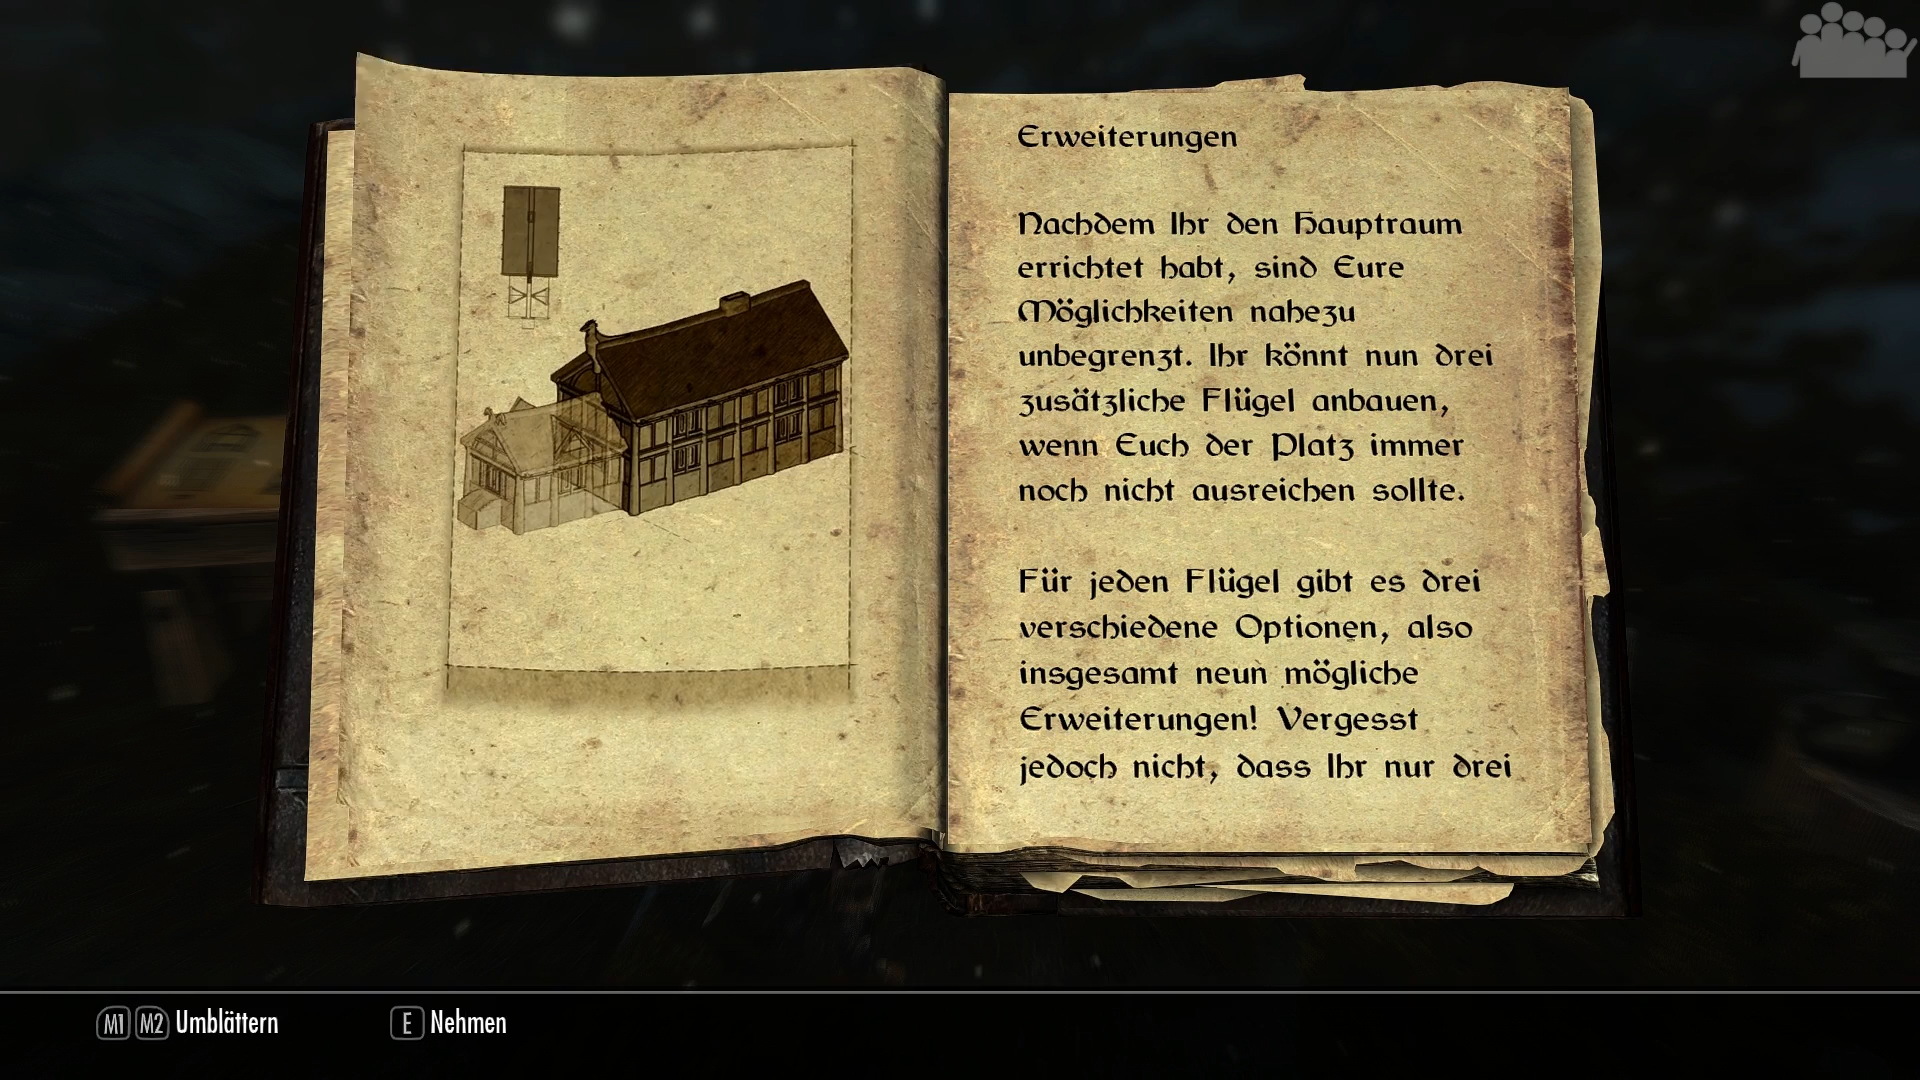 Erweiterungen
Nachdem Ihr den Hauptraum
errichtet habt, sind Eure
Möglichkeiten nahezu
unbegrenzt. Ihr könnt nun drei
zusätzliche Flügel anbauen,
wenn Euch der Platz immer
noch nicht ausreichen sollte.
Für jeden Flügel gibt es drei
verschiedene Optionen, also
insgesamt neun mögliche
Erweiterungen! Vergesst
jedoch nicht, dass Ihr nur drei
M1 M2 Umblättern
E Nehmen